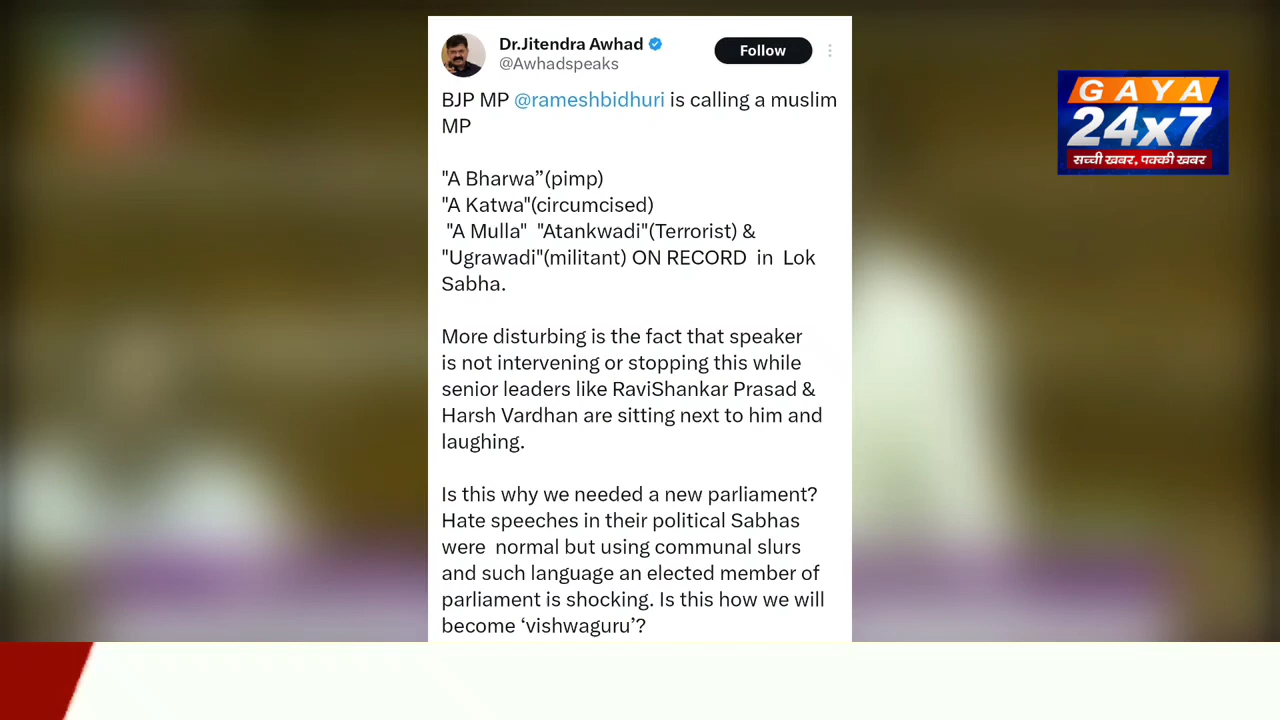 Dr.Jitendra Awhad
@Awhadspeaks
Follow
BJP MP @rameshbidhuri is calling a muslim
MP
"A Bharwa”(pimp)
"A Katwa"(circumcised)
"A Mulla"  "Atankwadi"(Terrorist) &
"Ugrawadi"(militant) ON RECORD  in  Lok
Sabha.
More disturbing is the fact that speaker
is not intervening or stopping this while
senior leaders like RaviShankar Prasad &
Harsh Vardhan are sitting next to him and
laughing.
Is this why we needed a new parliament?
Hate speeches in their political Sabhas
were  normal but using communal slurs
and such language an elected member of
parliament is shocking. Is this how we will
become ‘vishwaguru’?
GAYA
24x7
सच्ची खबर, पक्की खबर